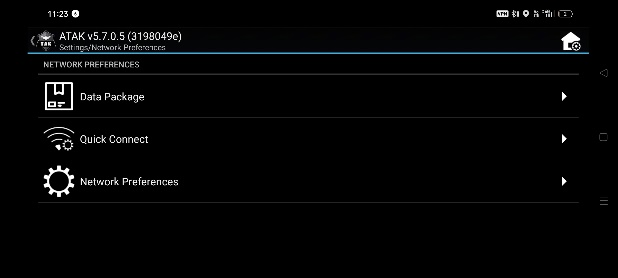 11:23
ATAK v5.7.0.5 (3198049e)
Settings/Network Preferences
NETWORK PREFERENCES
Data Package
Quick Connect
Network Preferences